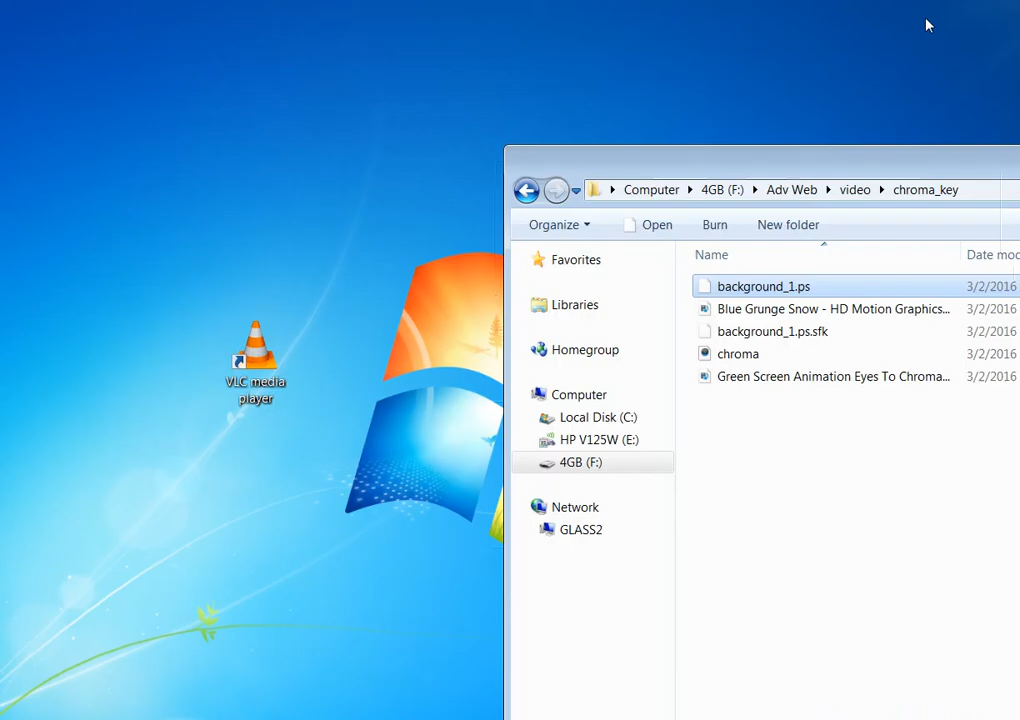 Computer 4GB (F:) Adv Web video chroma_key
Organize Open Burn New folder
Name Date
Favorites
Libraries
Homegroup
Computer
Local Disk (C:)
HP V125W (E:)
4GB (F:)
Network
GLASS2
background_1.ps 3/2/2016
Blue Grunge Snow - HD Motion Graphics... 3/2/2016
background_1.ps.sfk 3/2/2016
chroma 3/2/2016
Green Screen Animation Eyes To Chroma... 3/2/2016
VLC media
player